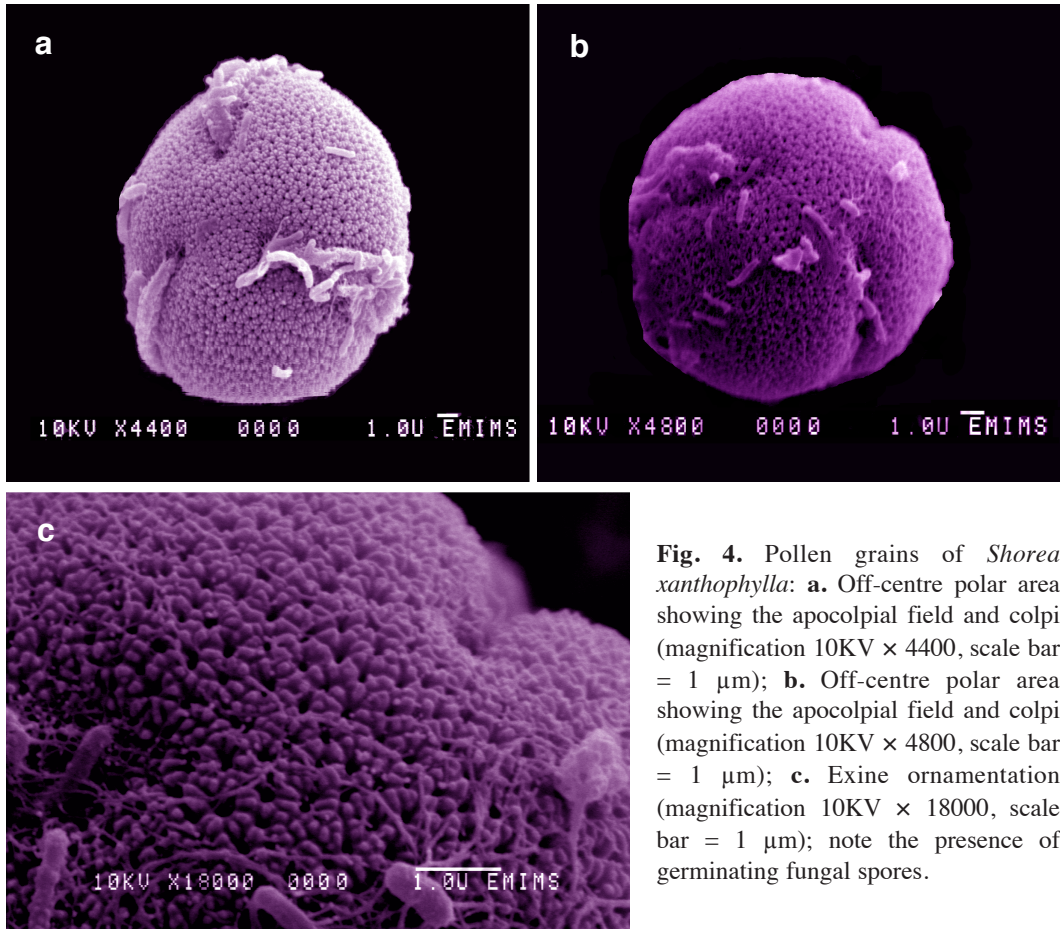 a
10KV X4400 0000 1.0U EMIMS
b
10KV X4800 0000 1.0U EMIMS
c
10KV X18000 0000 1.0U EMIMS
Fig. 4. Pollen grains of Shorea
xanthophylla: a. Off-centre polar area
showing the apocolpial field and colpi
(magnification 10KV × 4400, scale bar
= 1 µm); b. Off-centre polar area
showing the apocolpial field and colpi
(magnification 10KV × 4800, scale bar
= 1 µm); c. Exine ornamentation
(magnification 10KV × 18000, scale
bar = 1 µm); note the presence of
germinating fungal spores.